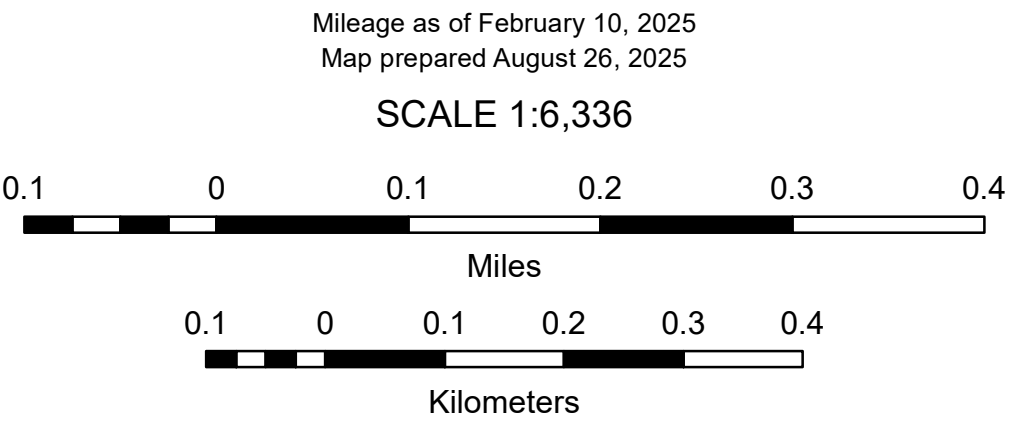 Mileage as of February 10, 2025
Map prepared August 26, 2025
SCALE 1:6,336
0.1 0 0.1 0.2 0.3 0.4
Miles
0.1 0 0.1 0.2 0.3 0.4
Kilometers